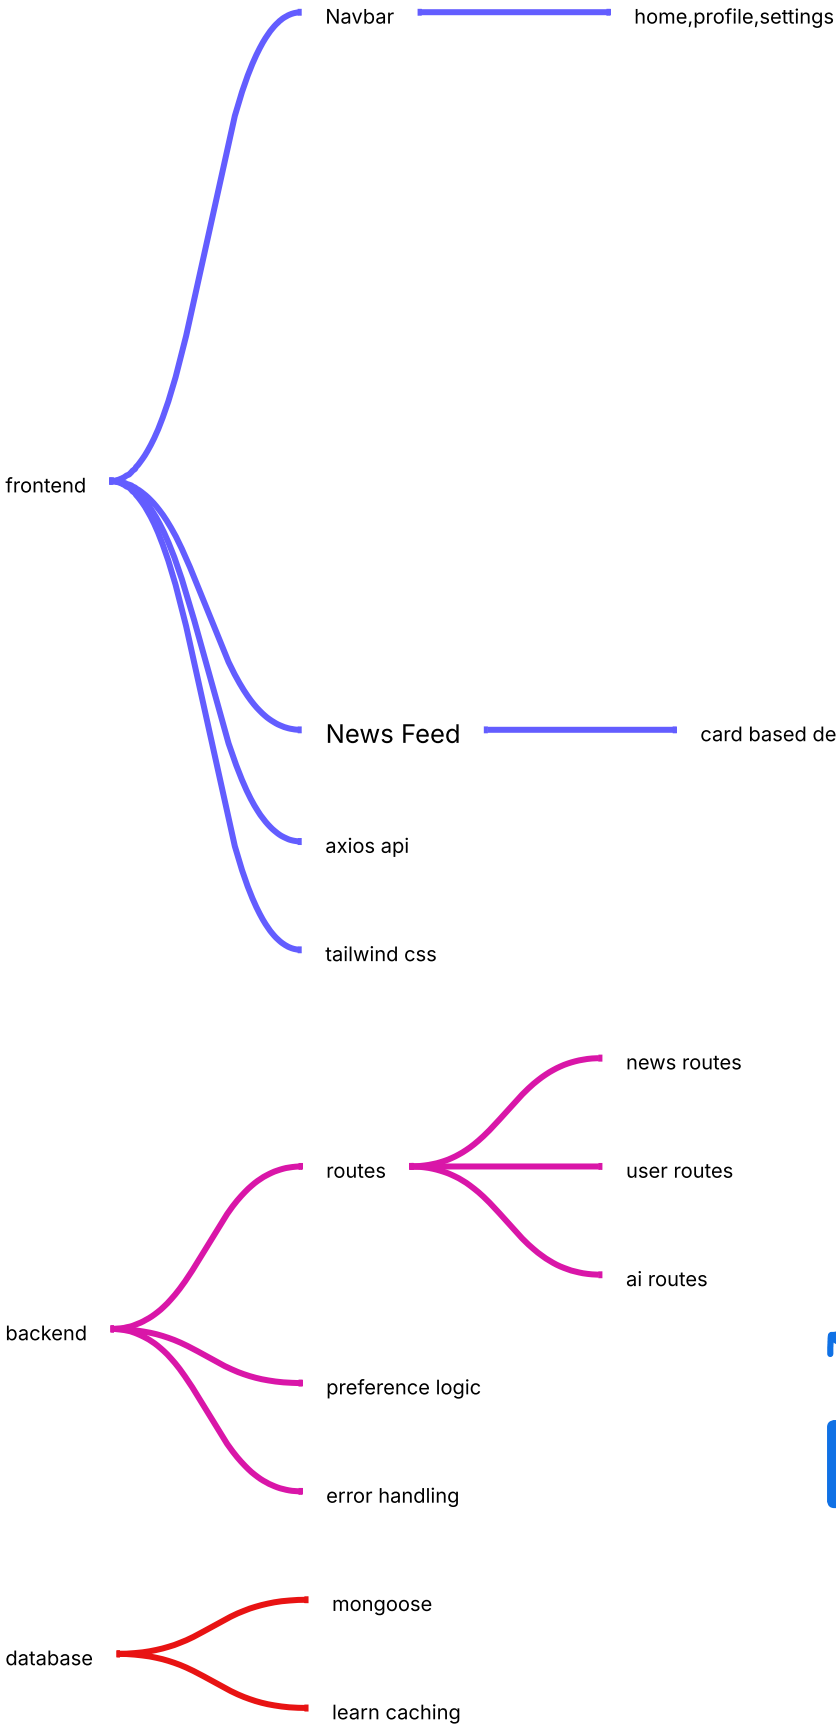 Navbar
home,profile,settings
frontend
News Feed
card based de
axios api
tailwind css
news routes
routes
user routes
ai routes
backend
preference logic
error handling
mongoose
database
learn caching